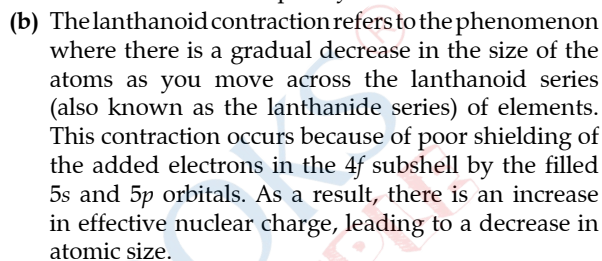 (b) The lanthanoid contraction refers to the phenomenon
where there is a gradual decrease in the size of the
atoms as you move across the lanthanoid series
(also known as the lanthanide series) of elements.
This contraction occurs because of poor shielding of
the added electrons in the 4f subshell by the filled
5s and 5p orbitals. As a result, there is an increase
in effective nuclear charge, leading to a decrease in
atomic size.